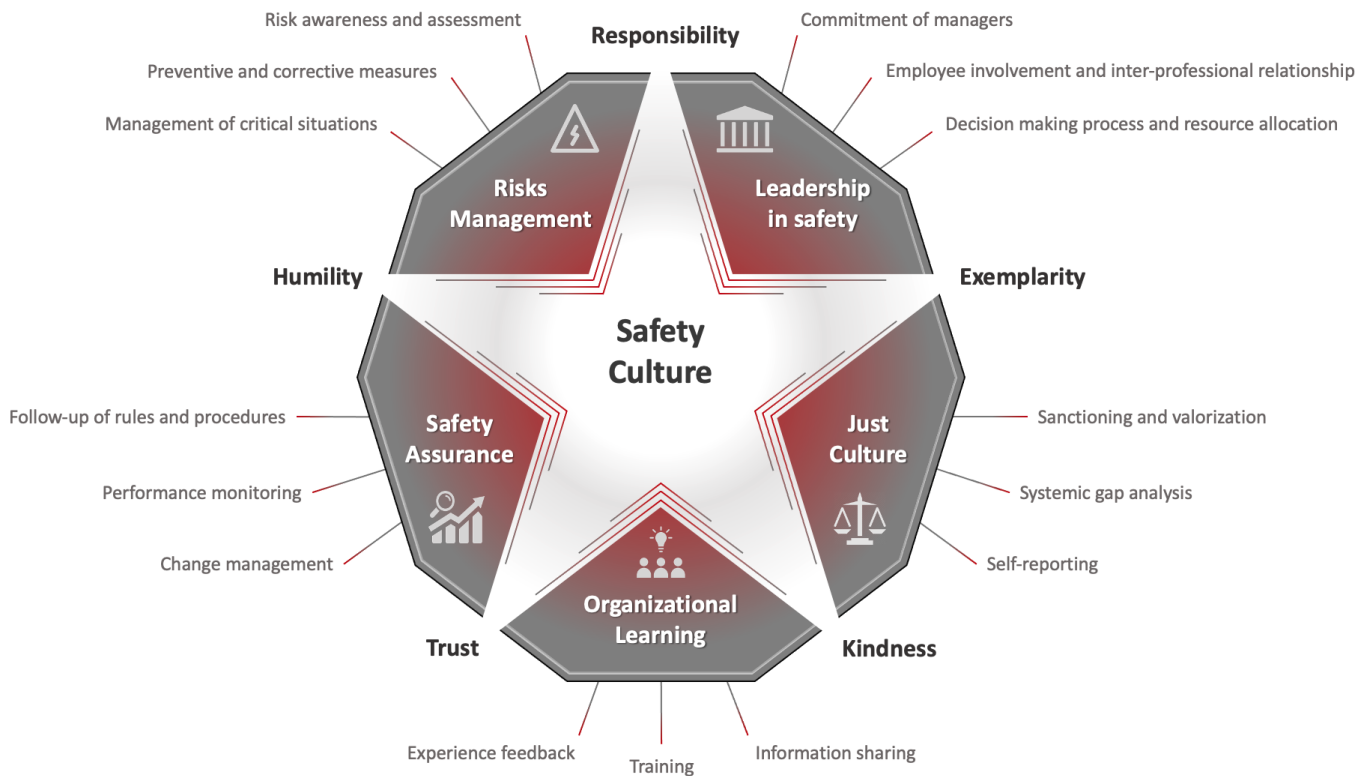 Risk awareness and assessment
Commitment of managers
Responsibility
Preventive and corrective measures
Employee involvement and inter-professional relationship
Management of critical situations
Decision making process and resource allocation
Risks
Management
Leadership
in safety
Humility
Exemplarity
Safety
Culture
Follow-up of rules and procedures
Safety
Assurance
Just
Culture
Sanctioning and valorization
Performance monitoring
Systemic gap analysis
Change management
Self-reporting
Organizational
Learning
Trust
Kindness
Experience feedback
Training
Information sharing